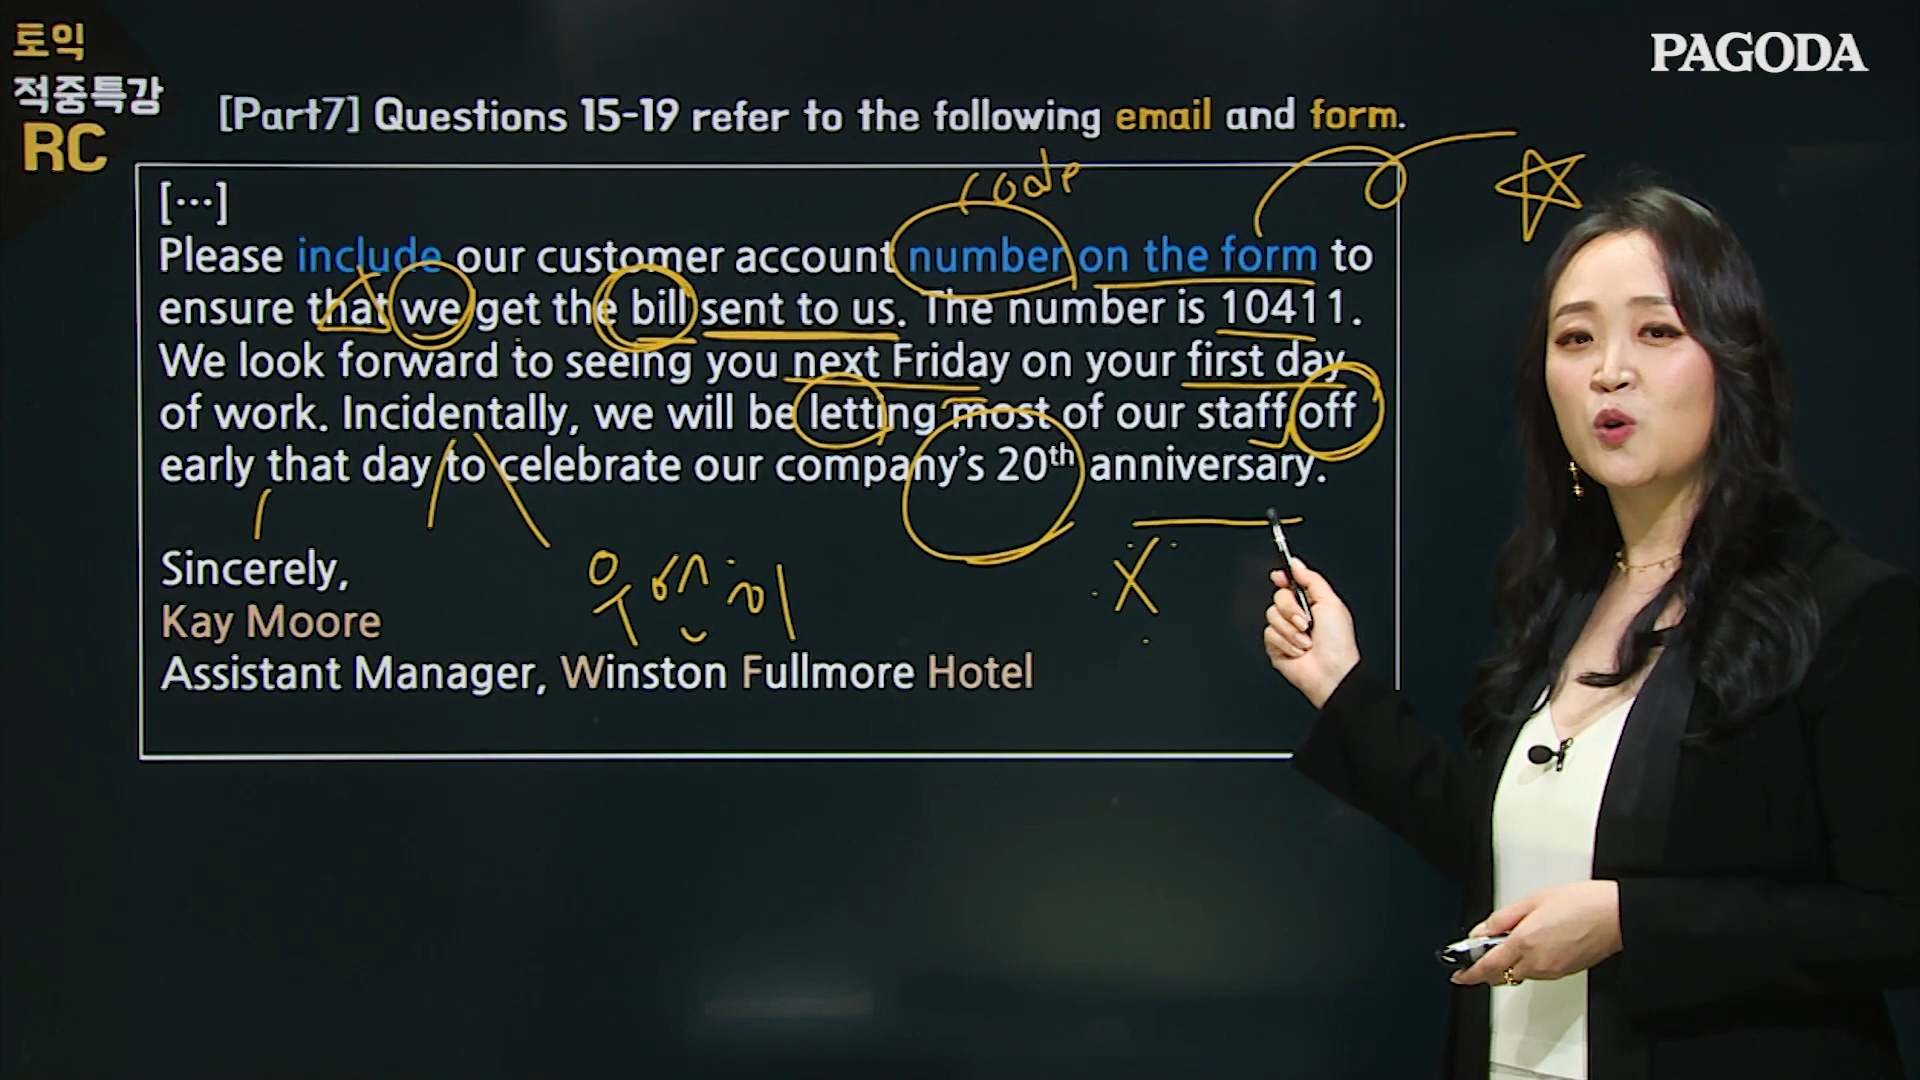 토익
적중특강
RC
PAGODA
[Part7] Questions 15-19 refer to the following email and form.
code
[…]
Please include our customer account number on the form to
ensure that we get the bill sent to us. The number is 10411.
We look forward to seeing you next Friday on your first day
of work. Incidentally, we will be letting most of our staff off
early that day to celebrate our company's 20th anniversary.
Sincerely,
우연히
X
Kay Moore
Assistant Manager, Winston Fullmore Hotel